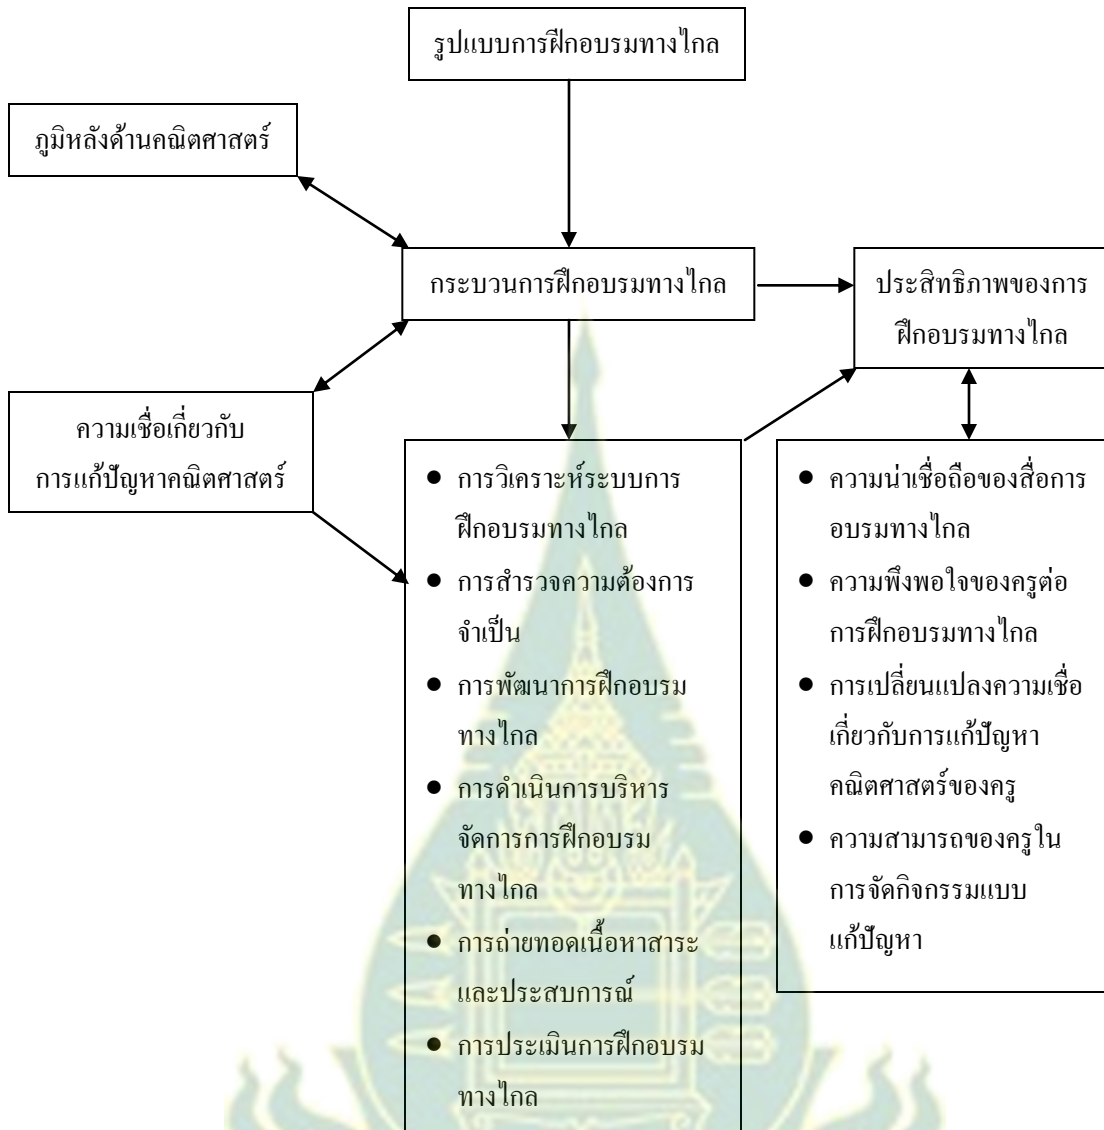 รูปแบบการฝึกอบรมทางไกล
ภูมิหลังด้านคณิตศาสตร์
กระบวนการฝึกอบรมทางไกล
ประสิทธิภาพของการ
ฝึกอบรมทางไกล
ความเชื่อเกี่ยวกับ
การแก้ปัญหาคณิตศาสตร์
● การวิเคราะห์ระบบการ
ฝึกอบรมทางไกล
● การสำรวจความต้องการ
จำเป็น
● การพัฒนาการฝึกอบรม
ทางไกล
● การดำเนินการบริหาร
จัดการการฝึกอบรม
ทางไกล
● การถ่ายทอดเนื้อหาสาระ
และประสบการณ์
● การประเมินการฝึกอบรม
ทางไกล
● ความน่าเชื่อถือของสื่อการ
อบรมทางไกล
● ความพึงพอใจของครูต่อ
การฝึกอบรมทางไกล
● การเปลี่ยนแปลงความเชื่อ
เกี่ยวกับการแก้ปัญหา
คณิตศาสตร์ของครู
● ความสามารถของครูใน
การจัดกิจกรรมแบบ
แก้ปัญหา